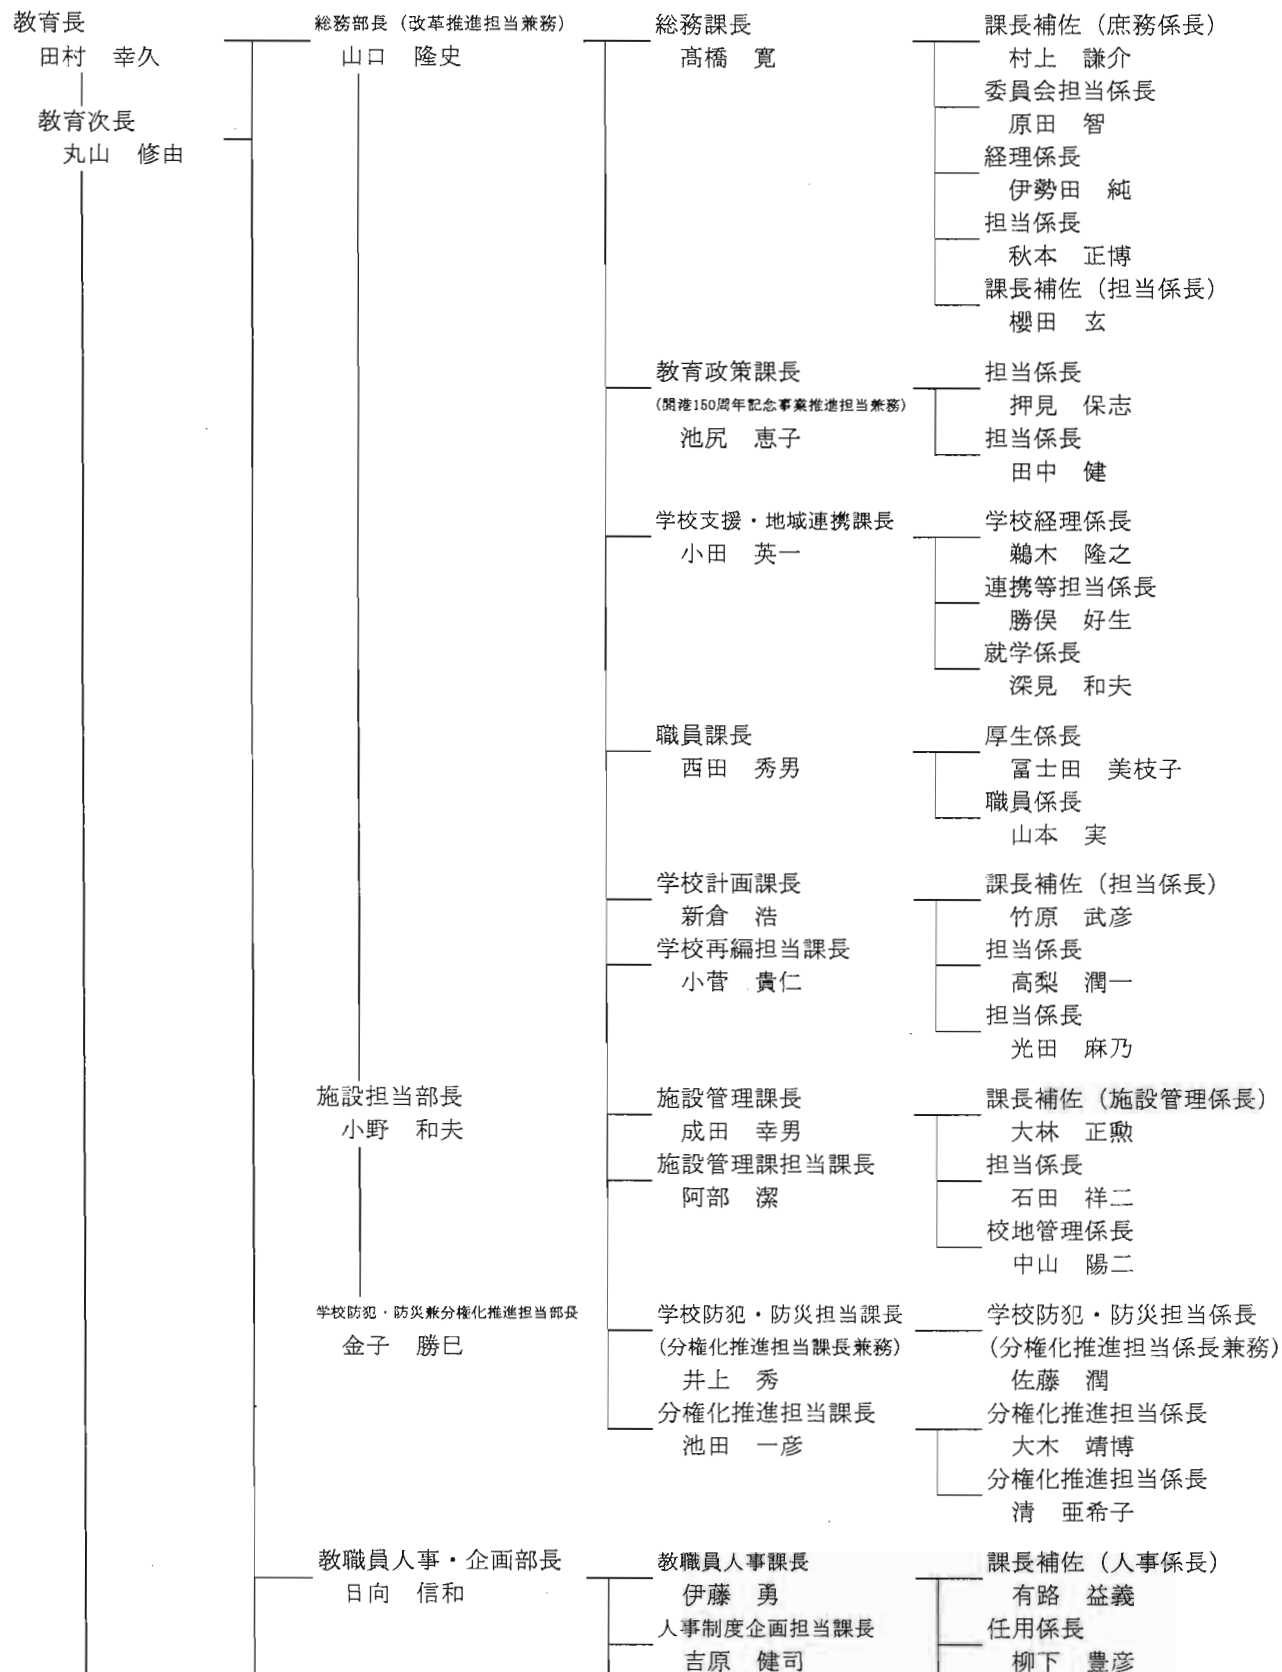 教育長
田村　幸久
教育次長
丸山　修由
総務部長（改革推進担当兼務）
山口　隆史
総務課長
髙橋　寛
課長補佐（庶務係長）
村上　謙介
委員会担当係長
原田　智
経理係長
伊勢田　純
担当係長
秋本　正博
課長補佐（担当係長）
櫻田　玄
教育政策課長
(開港150周年記念事業推進担当兼務)
池尻　恵子
担当係長
押見　保志
担当係長
田中　健
学校支援・地域連携課長
小田　英一
学校経理係長
鵜木　隆之
連携等担当係長
勝俣　好生
就学係長
深見　和夫
職員課長
西田　秀男
厚生係長
冨士田　美枝子
職員係長
山本　実
学校計画課長
新倉　浩
学校再編担当課長
小菅　貴仁
課長補佐（担当係長）
竹原　武彦
担当係長
高梨　潤一
担当係長
光田　麻乃
施設担当部長
小野　和夫
施設管理課長
成田　幸男
施設管理課担当課長
阿部　潔
課長補佐（施設管理係長）
大林　正勲
担当係長
石田　祥二
校地管理係長
中山　陽二
学校防犯・防災兼分権化推進担当部長
金子　勝巳
学校防犯・防災担当課長
(分権化推進担当課長兼務)
井上　秀
学校防犯・防災担当係長
(分権化推進担当係長兼務)
佐藤　潤
分権化推進担当課長
池田　一彦
分権化推進担当係長
大木　靖博
分権化推進担当係長
清　亜希子
教職員人事・企画部長
日向　信和
教職員人事課長
伊藤　勇
人事制度企画担当課長
吉原　健司
課長補佐（人事係長）
有路　益義
任用係長
柳下　豊彦